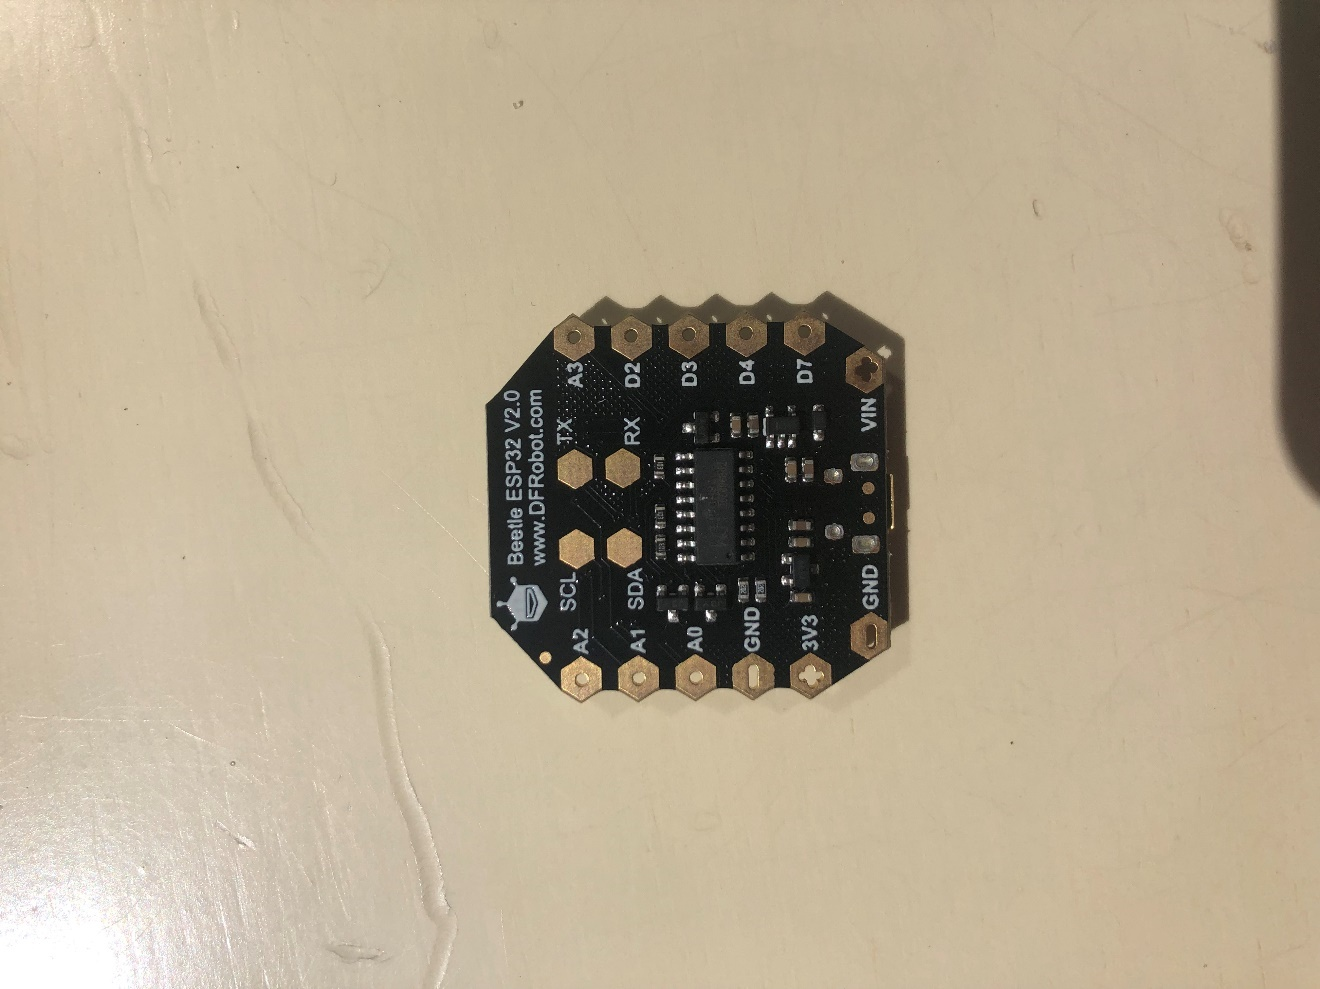 Beetle ESP32 V2.0
www.DFRobot.com
A3
D2
D3
D4
D7
VIN
TX
RX
SCL
SDA
A2
A1
A0
GND
3V3
GND